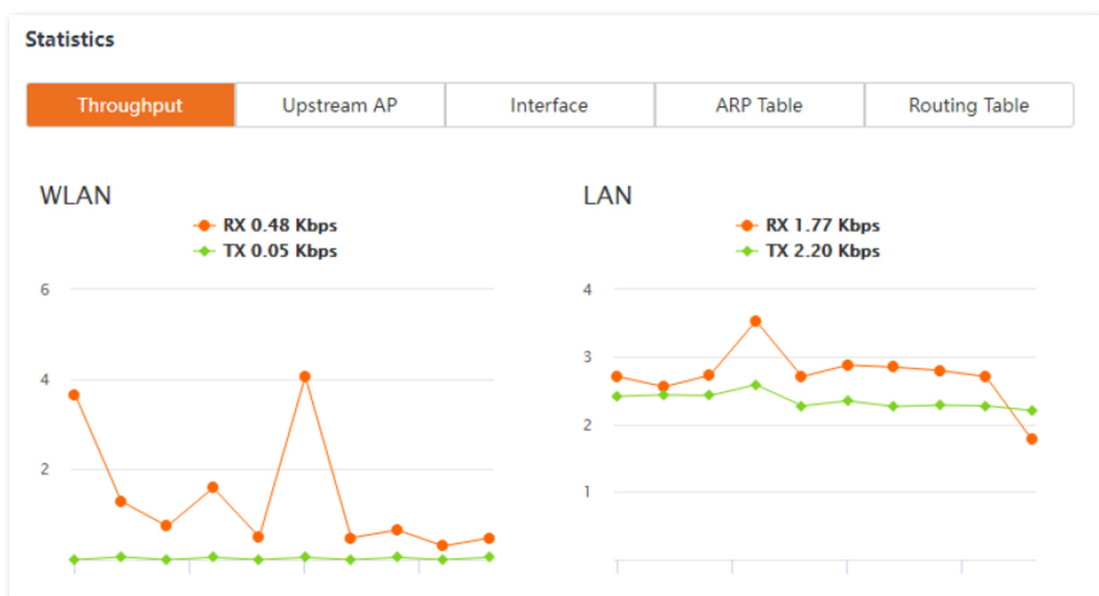 Statistics
Throughput
Upstream AP
Interface
ARP Table
Routing Table
WLAN
RX 0.48 Kbps
TX 0.05 Kbps
6
4
2
LAN
RX 1.77 Kbps
TX 2.20 Kbps
4
3
2
1